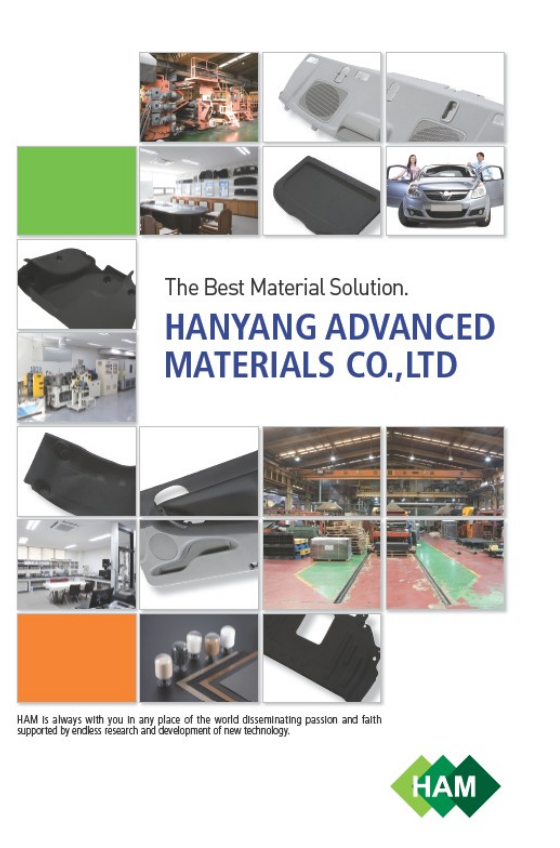 The Best Material Solution.
HANYANG ADVANCED
MATERIALS CO.,LTD
HAM is always with you in any place of the world disseminating passion and faith
supported by endless research and development of new technology.
HAM